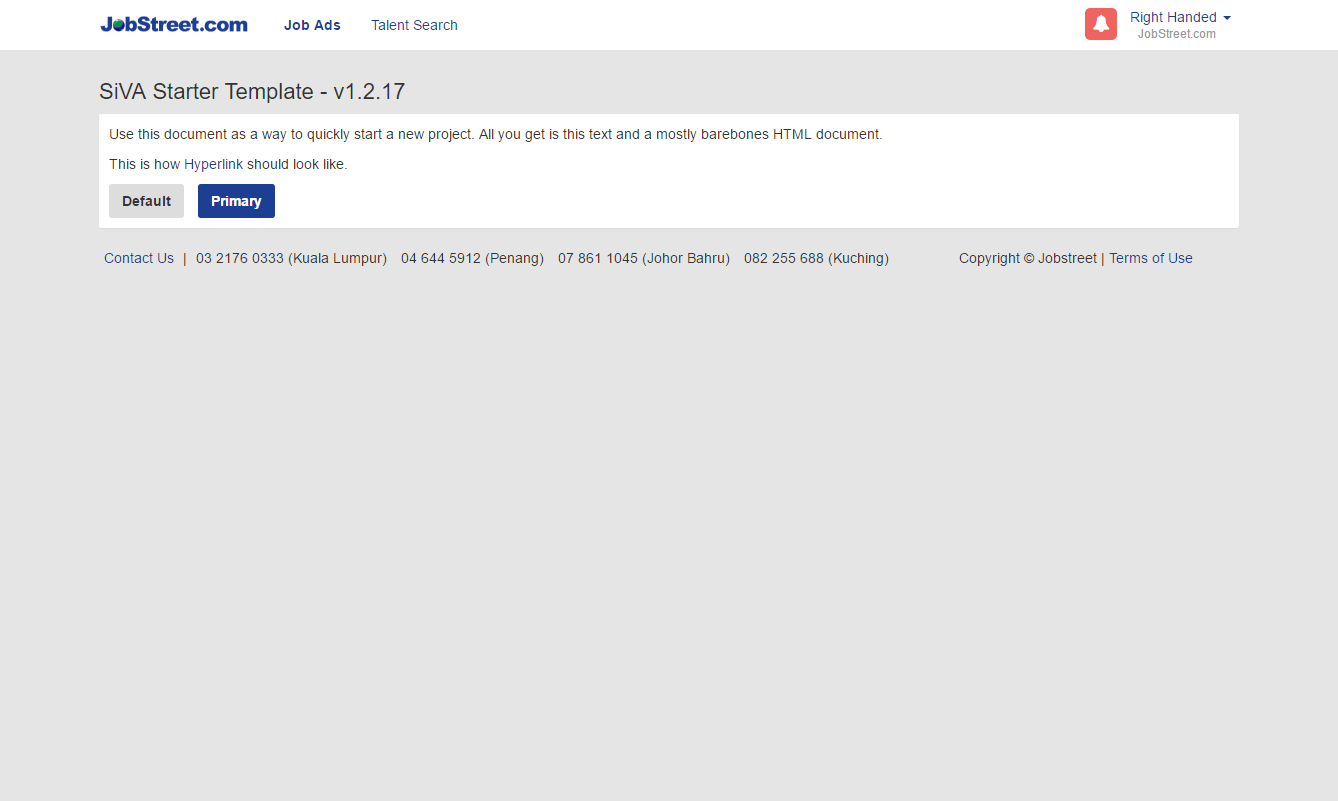 JobStreet.com Job Ads Talent Search Right Handed
JobStreet.com
SiVA Starter Template - v1.2.17
Use this document as a way to quickly start a new project. All you get is this text and a mostly barebones HTML document.
This is how Hyperlink should look like.
Default Primary
Contact Us | 03 2176 0333 (Kuala Lumpur) 04 644 5912 (Penang) 07 861 1045 (Johor Bahru) 082 255 688 (Kuching) Copyright © Jobstreet | Terms of Use